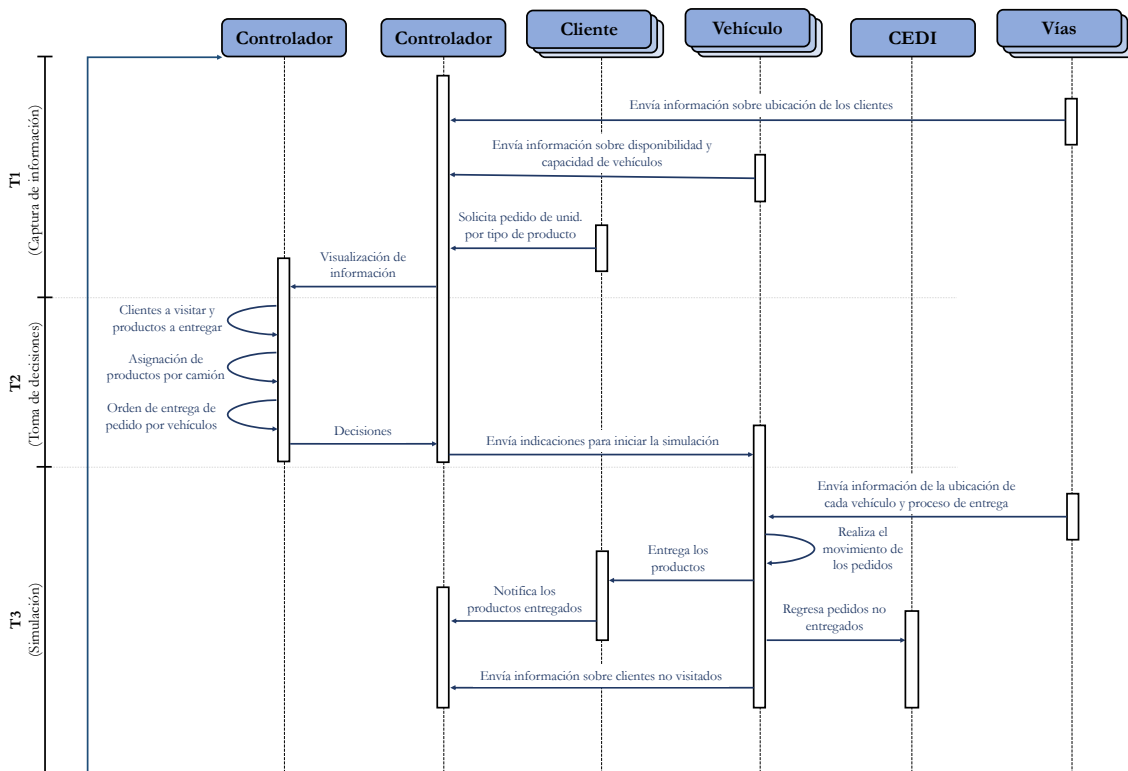 Controlador
Controlador
Cliente
Vehículo
CEDI
Vías
T1
(Captura de información)
Envía información sobre ubicación de los clientes
Envía información sobre disponibilidad y
capacidad de vehículos
Solicita pedido de unid.
por tipo de producto
Visualización de
información
T2
(Toma de decisiones)
Clientes a visitar y
productos a entregar
Asignación de
productos por camión
Orden de entrega de
pedido por vehículos
Decisiones
Envía indicaciones para iniciar la simulación
T3
(Simulación)
Envía información de la ubicación de
cada vehículo y proceso de entrega
Realiza el
movimiento de
los pedidos
Entrega los
productos
Notifica los
productos entregados
Regresa pedidos no
entregados
Envía información sobre clientes no visitados